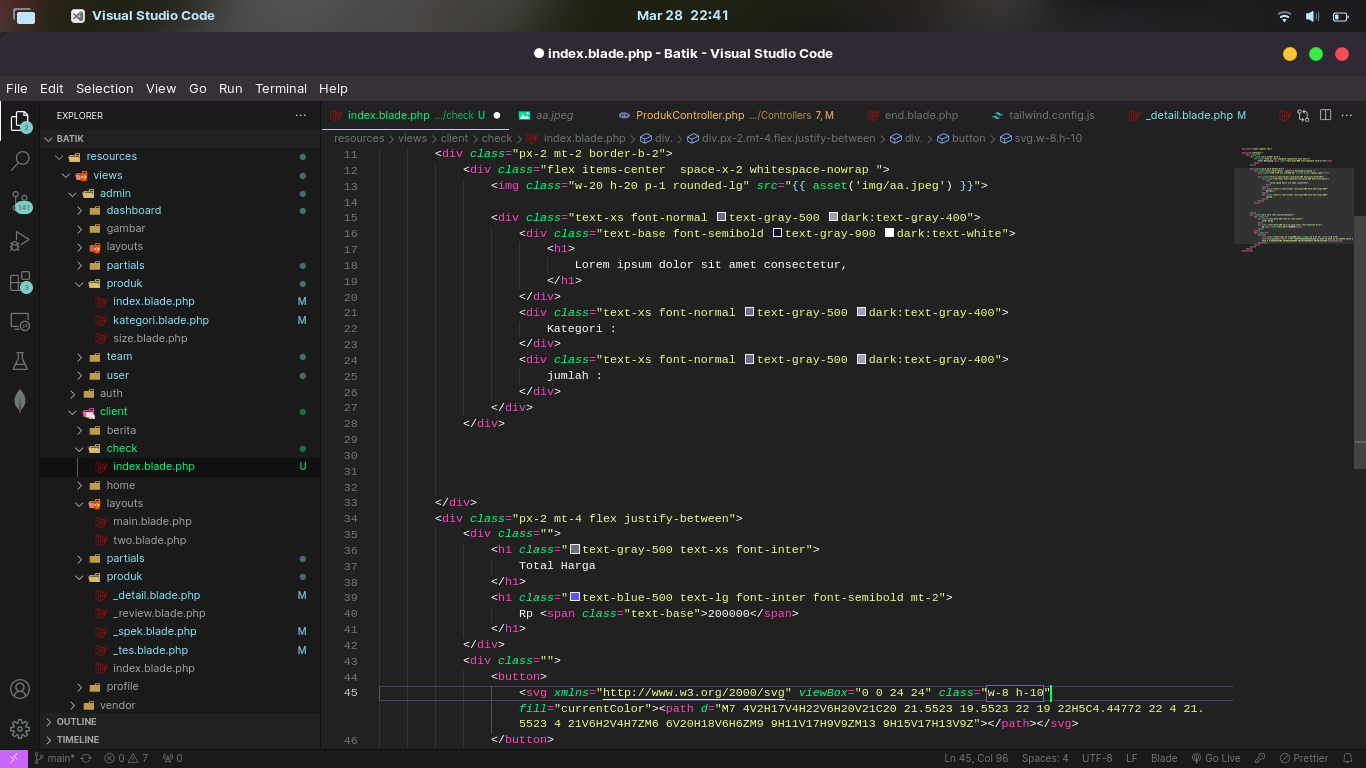 Visual Studio Code
Mar 28 22:41
index.blade.php - Batik - Visual Studio Code
File Edit Selection View Go Run Terminal Help
EXPLORER
BATIK
resources
views
admin
dashboard
gambar
layouts
partials
produk
index.blade.php M
kategori.blade.php M
size.blade.php
team
user
auth
client
berita
check
index.blade.php U
home
layouts
main.blade.php
two.blade.php
partials
produk
_detail.blade.php M
_review.blade.php
_spek.blade.php M
_tes.blade.php M
index.blade.php
profile
vendor
OUTLINE
TIMELINE
2
141
3
index.blade.php .../check U
aa.jpeg
ProdukController.php .../Controllers 7, M
end.blade.php
tailwind.config.js
_detail.blade.php M
resources > views > client > check > index.blade.php > div. > div.px-2.mt-4.flex.justify-between > div. > button > svg.w-8.h-10
11 <div class="px-2 mt-2 border-b-2">
12 <div class="flex items-center  space-x-2 whitespace-nowrap ">
13 <img class="w-20 h-20 p-1 rounded-lg" src="{{ asset('img/aa.jpeg') }}">
14
15 <div class="text-xs font-normal text-gray-500 dark:text-gray-400">
16 <div class="text-base font-semibold text-gray-900 dark:text-white">
17 <h1>
18 Lorem ipsum dolor sit amet consectetur,
19 </h1>
20 </div>
21 <div class="text-xs font-normal text-gray-500 dark:text-gray-400">
22 Kategori :
23 </div>
24 <div class="text-xs font-normal text-gray-500 dark:text-gray-400">
25 jumlah :
26 </div>
27 </div>
28 </div>
29
30
31
32
33 </div>
34 <div class="px-2 mt-4 flex justify-between">
35 <div class="">
36 <h1 class="text-gray-500 text-xs font-inter">
37 Total Harga
38 </h1>
39 <h1 class="text-blue-500 text-lg font-inter font-semibold mt-2">
40 Rp <span class="text-base">200000</span>
41 </h1>
42 </div>
43 <div class="">
44 <button>
45 <svg xmlns="http://www.w3.org/2000/svg" viewBox="0 0 24 24" class="w-8 h-10"
fill="currentColor"><path d="M7 4V2H17V4H22V6H20V21C20 21.5523 19.5523 22 19 22H5C4.44772 22 4 21.
5523 4 21V6H2V4H7ZM6 6V20H18V6H6ZM9 9H11V17H9V9ZM13 9H15V17H13V9Z"></path></svg>
46 </button>
main* 0 7 0
Ln 45, Col 96 Spaces: 4 UTF-8 LF Blade Go Live Prettier